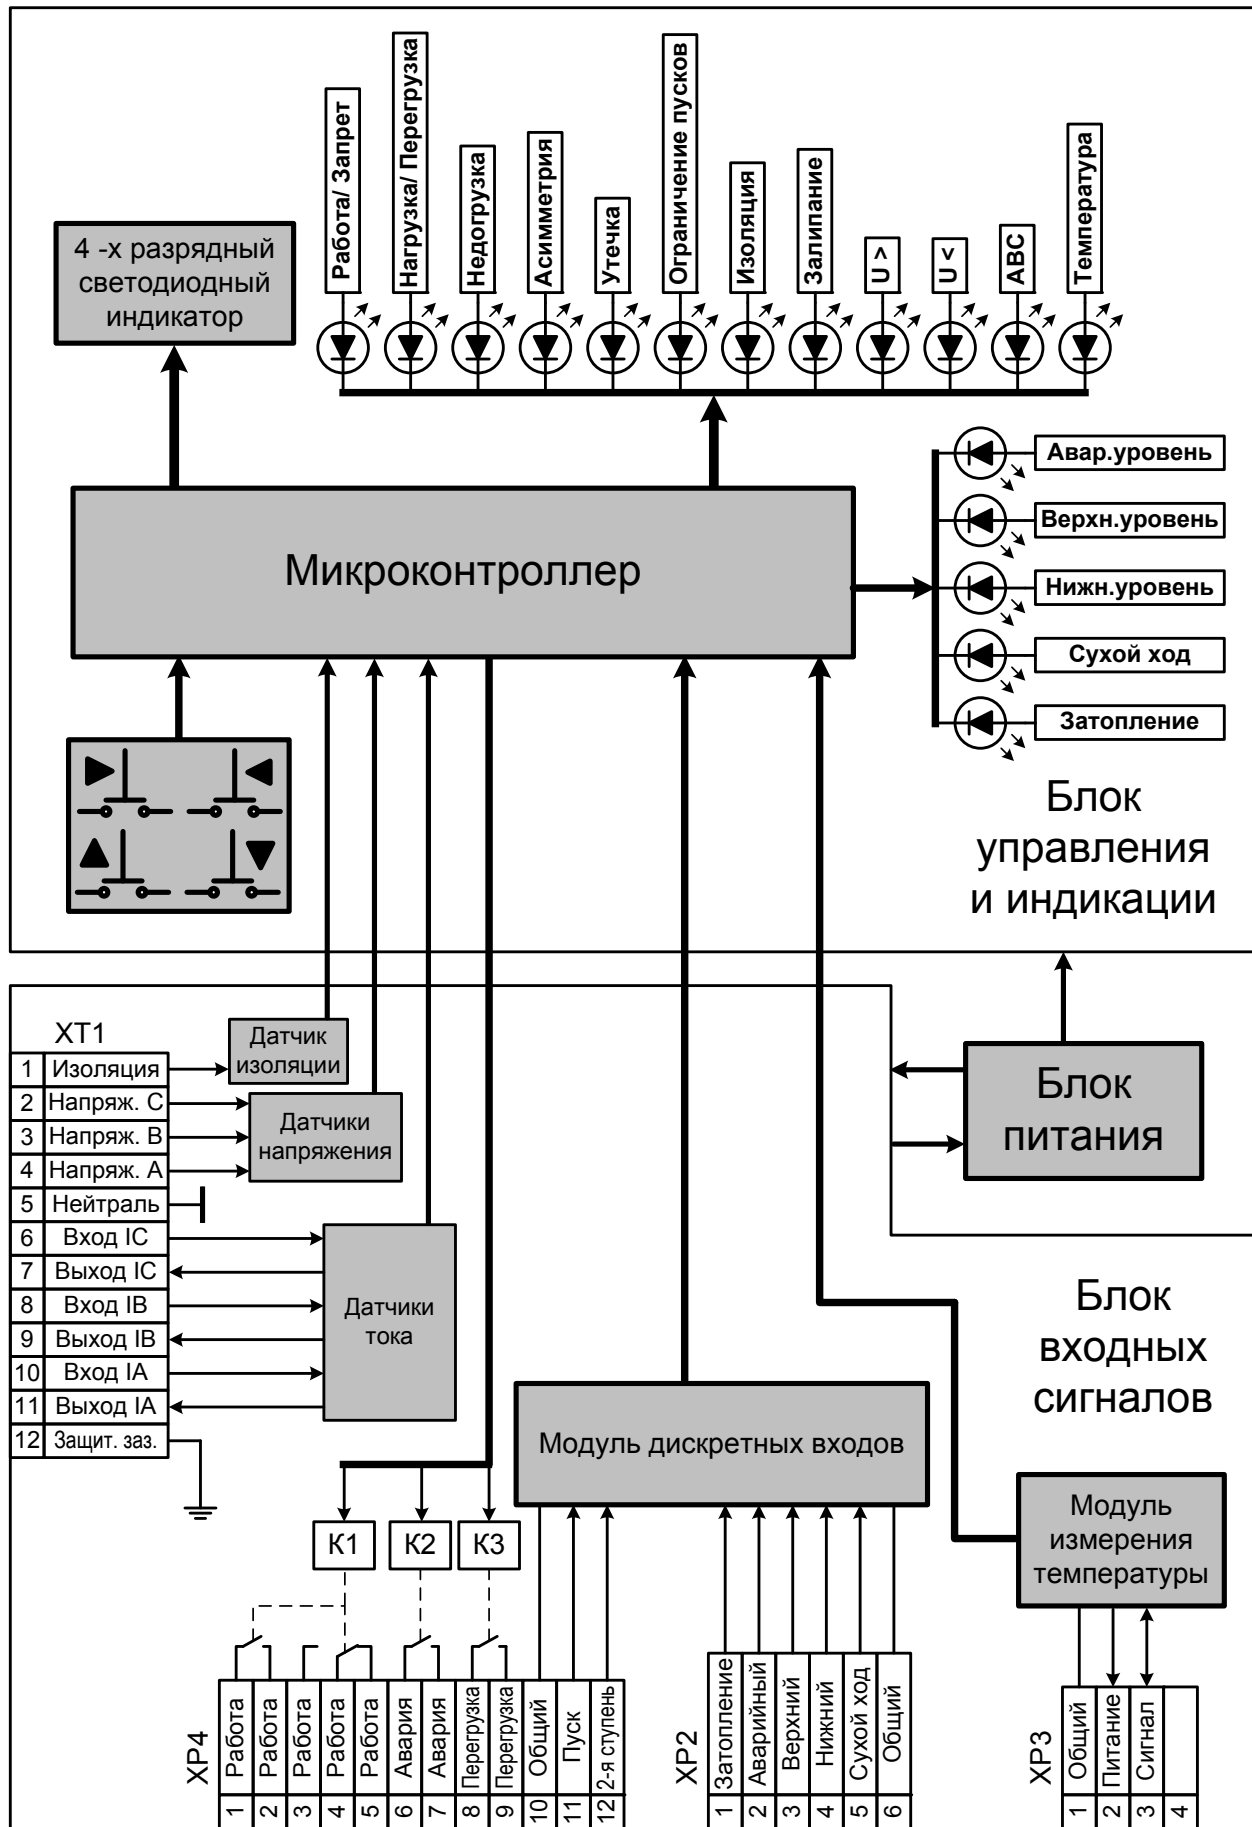 Работа/ Запрет
Нагрузка/ Перегрузка
Недогрузка
Асимметрия
Утечка
Ограничение пусков
Изоляция
Залипание
U >
U <
ABC
Температура
4 -х разрядный
светодиодный
индикатор
Микроконтроллер
Авар.уровень
Верхн.уровень
Нижн.уровень
Сухой ход
Затопление
Блок
управления
и индикации
XT1
1 Изоляция
2 Напряж. C
3 Напряж. B
4 Напряж. A
5 Нейтраль
6 Вход IC
7 Выход IC
8 Вход IB
9 Выход IB
10 Вход IA
11 Выход IA
12 Защит. заз.
Датчик
изоляции
Датчики
напряжения
Датчики
тока
Блок
питания
Блок
входных
сигналов
Модуль дискретных входов
Модуль
измерения
температуры
К1
К2
К3
XP4
1 Работа
2 Работа
3 Работа
4 Работа
5 Работа
6 Авария
7 Авария
8 Перегрузка
9 Перегрузка
10 Общий
11 Пуск
12 2-я ступень
XP2
1 Затопление
2 Аварийный
3 Верхний
4 Нижний
5 Сухой ход
6 Общий
XP3
1 Общий
2 Питание
3 Сигнал
4